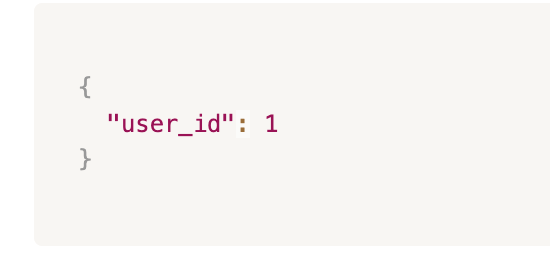 {
"user_id": 1
}